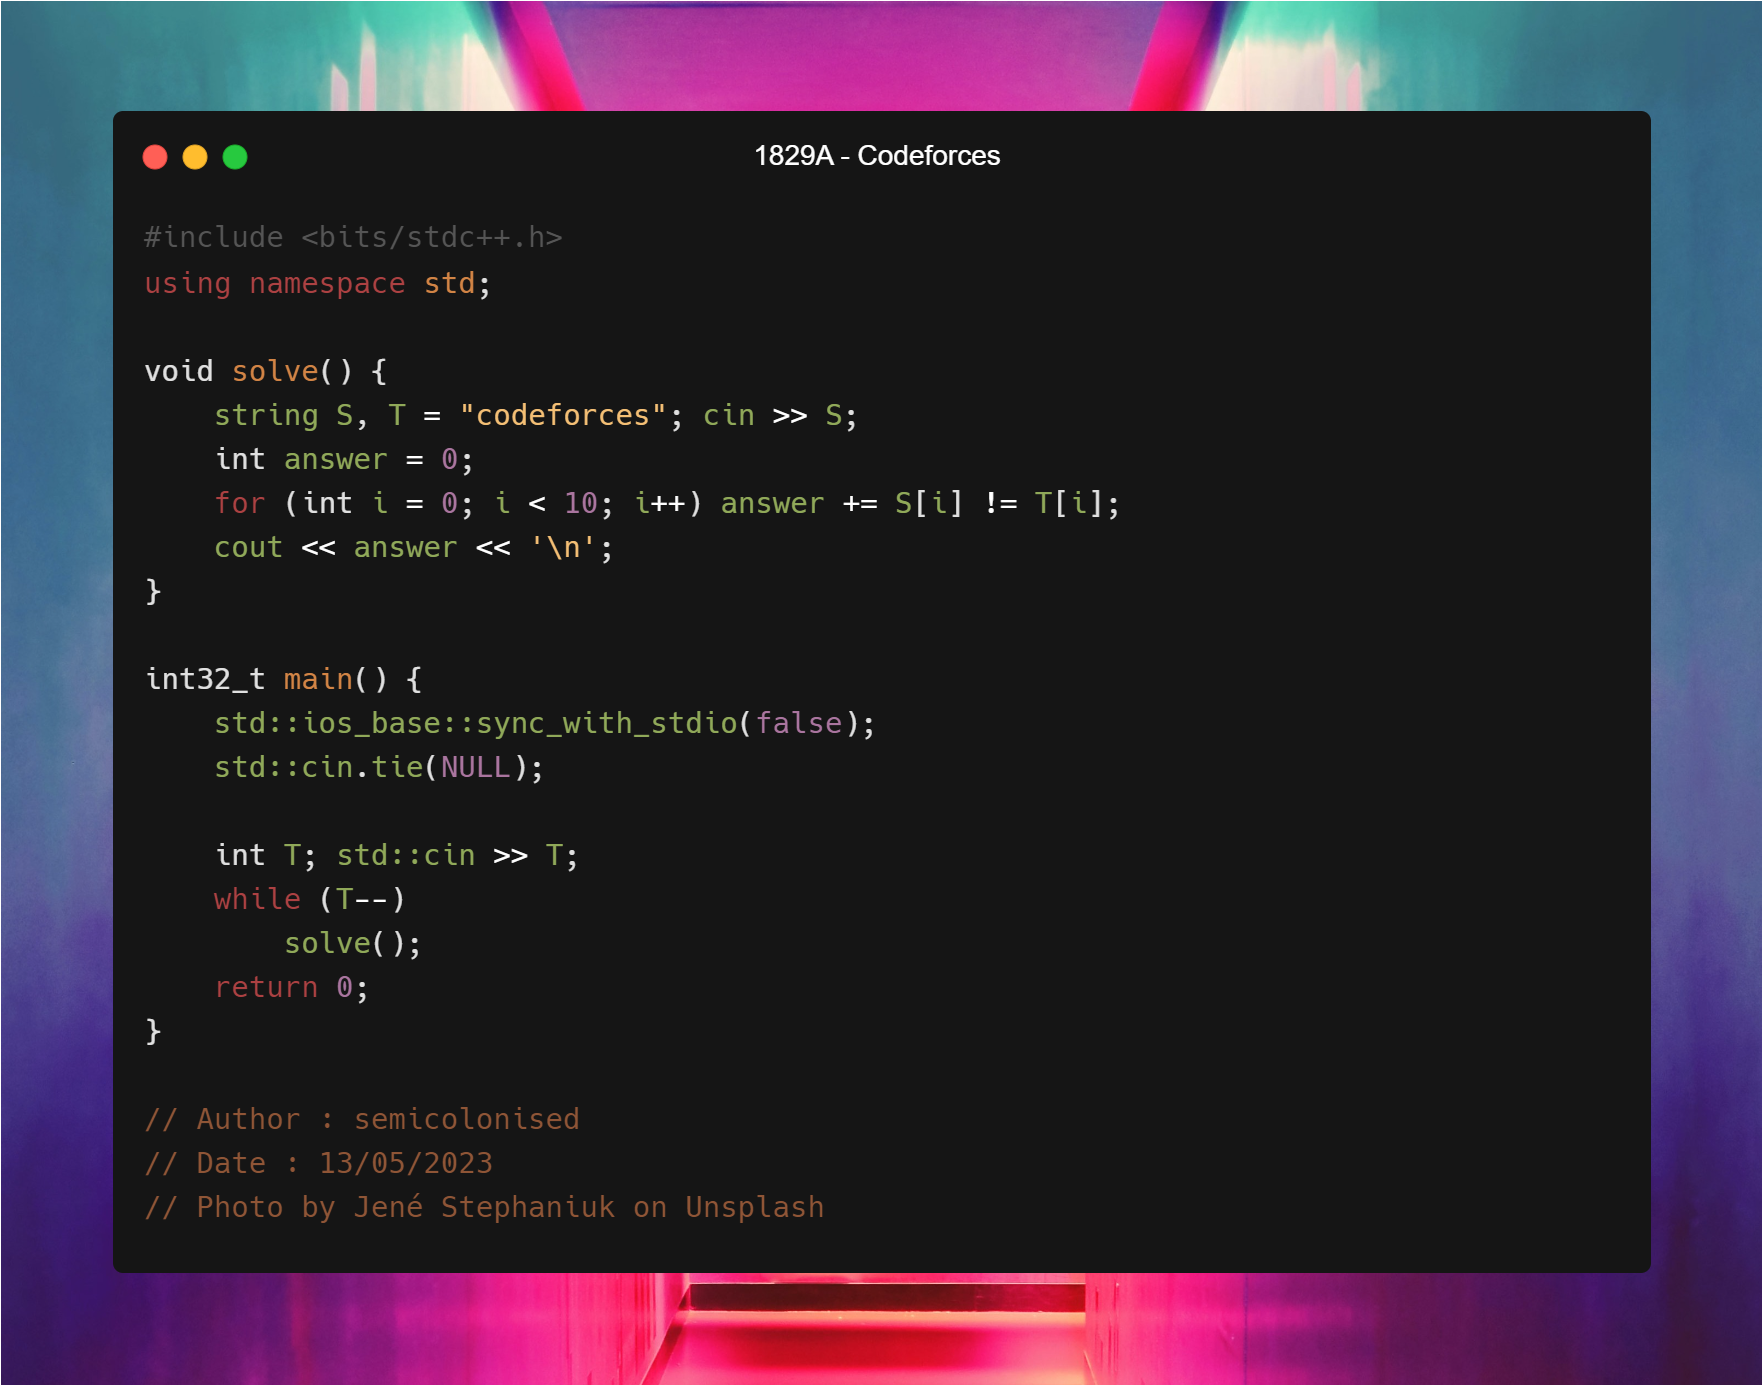 1829A - Codeforces
#include <bits/stdc++.h>
using namespace std;
void solve() {
    string S, T = "codeforces"; cin >> S;
    int answer = 0;
    for (int i = 0; i < 10; i++) answer += S[i] != T[i];
    cout << answer << '\n';
}
int32_t main() {
    std::ios_base::sync_with_stdio(false);
    std::cin.tie(NULL);
    int T; std::cin >> T;
    while (T--)
        solve();
    return 0;
}
// Author : semicolonised
// Date : 13/05/2023
// Photo by Jené Stephaniuk on Unsplash